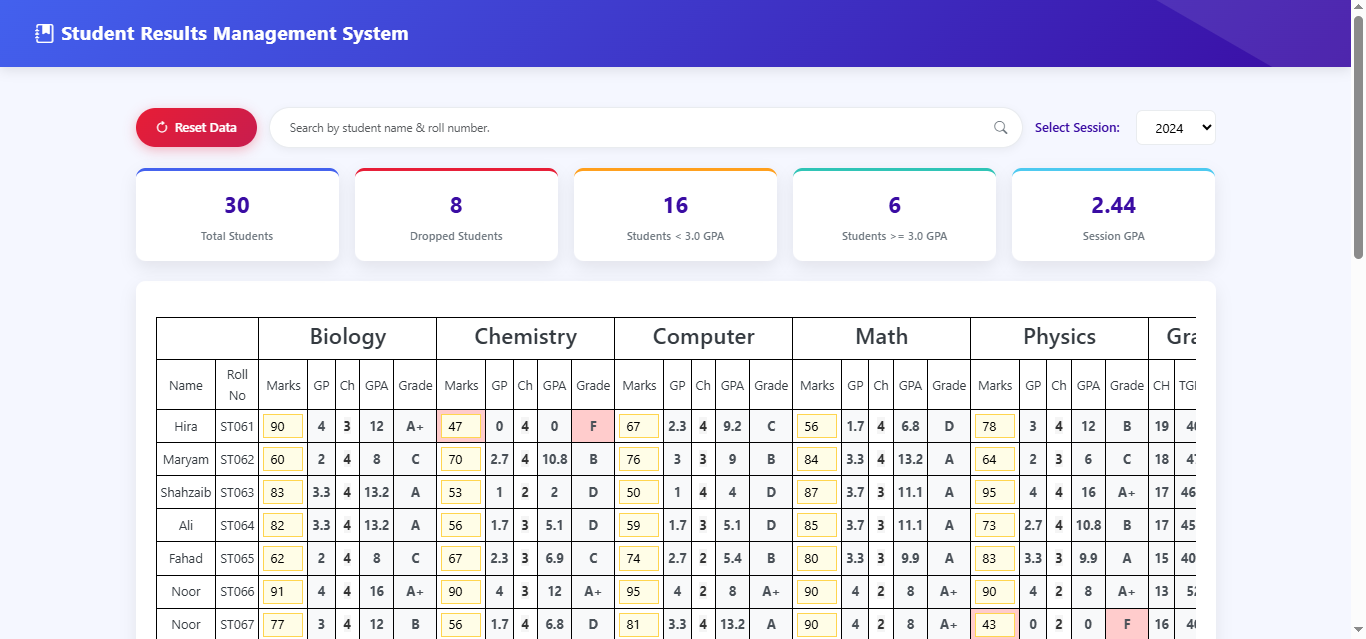 Student Results Management System
Reset Data Search by student name & roll number. Select Session: 2024
30 8 16 6 2.44
Total Students Dropped Students Students < 3.0 GPA Students >= 3.0 GPA Session GPA
Biology Chemistry Computer Math Physics Gra
Name Roll No Marks GP Ch GPA Grade Marks GP Ch GPA Grade Marks GP Ch GPA Grade Marks GP Ch GPA Grade Marks GP Ch GPA Grade CH
Hira ST061 90 4 3 12 A+ 47 0 4 0 F 67 2.3 4 9.2 C 56 1.7 4 6.8 D 78 3 4 12 B 19
Maryam ST062 60 2 4 8 C 70 2.7 4 10.8 B 76 3 3 9 B 84 3.3 4 13.2 A 64 2 3 6 C 18
Shahzaib ST063 83 3.3 4 13.2 A 53 1 2 2 D 50 1 4 4 D 87 3.7 3 11.1 A 95 4 4 16 A+ 17 46
Ali ST064 82 3.3 4 13.2 A 56 1.7 3 5.1 D 59 1.7 3 5.1 D 85 3.7 3 11.1 A 73 2.7 4 10.8 B 17 45
Fahad ST065 62 2 4 8 C 67 2.3 3 6.9 C 74 2.7 2 5.4 B 80 3.3 3 9.9 A 83 3.3 3 9.9 A 15 40
Noor ST066 91 4 4 16 A+ 90 4 3 12 A+ 95 4 2 8 A+ 90 4 2 8 A+ 90 4 2 8 A+ 13
Noor ST067 77 3 4 12 B 56 1.7 4 6.8 D 81 3.3 4 13.2 A 90 4 2 8 A+ 43 0 2 0 F 16